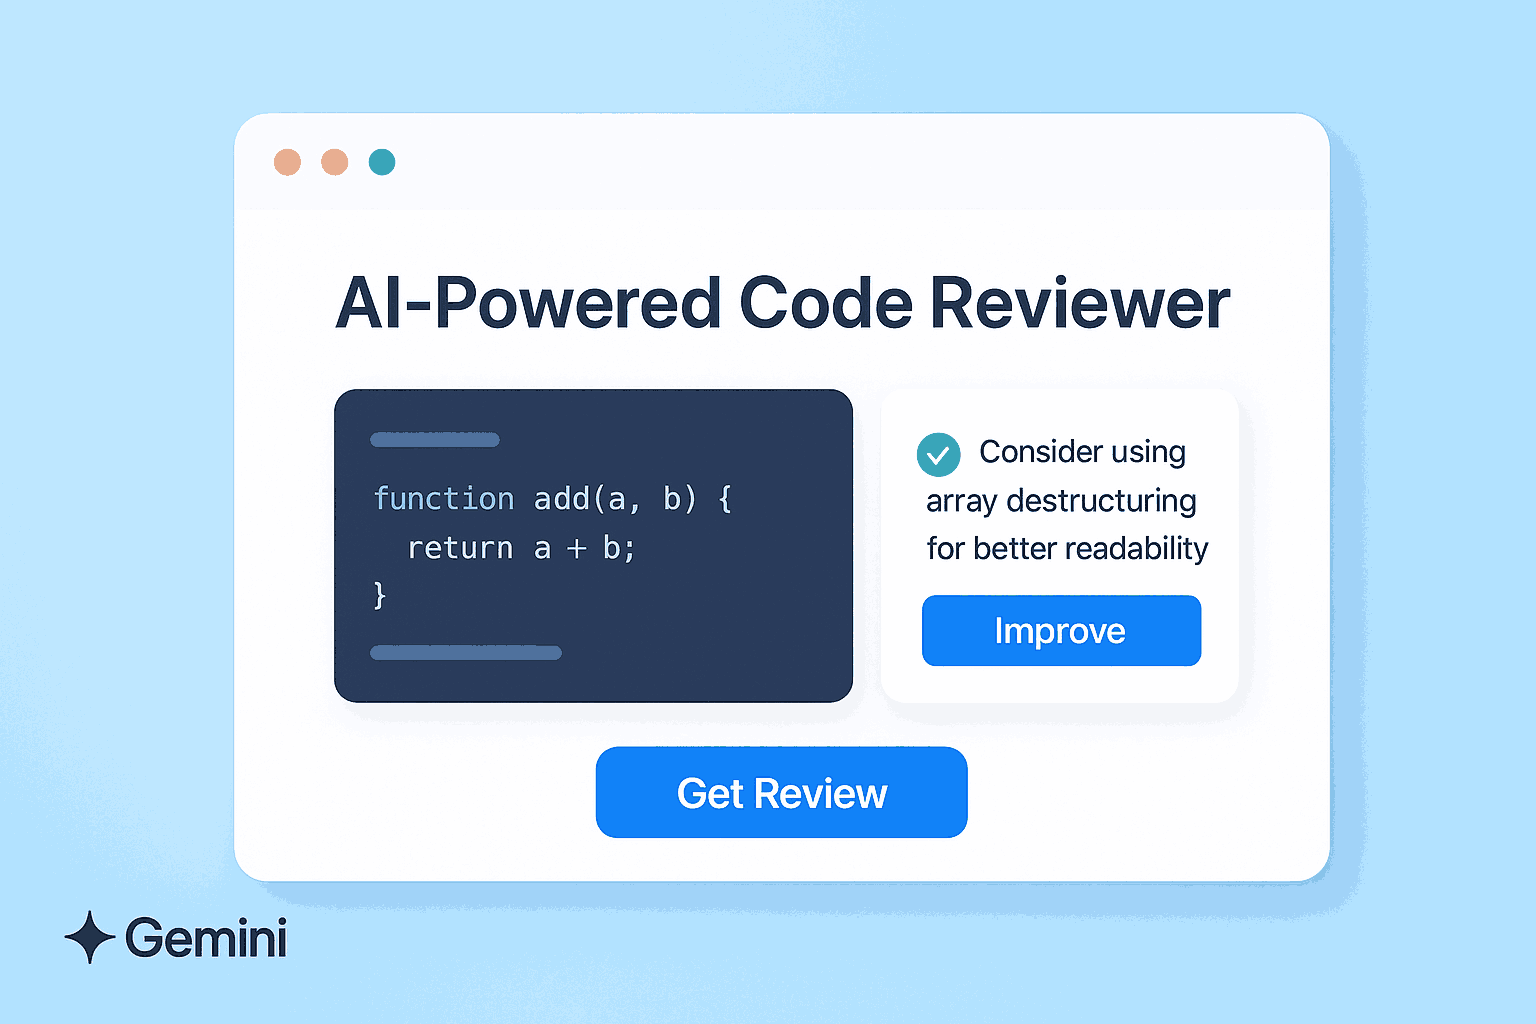 AI-Powered Code Reviewer
function add(a, b) {
  return a + b;
}
Consider using
array destructuring
for better readability
Improve
Get Review
Gemini